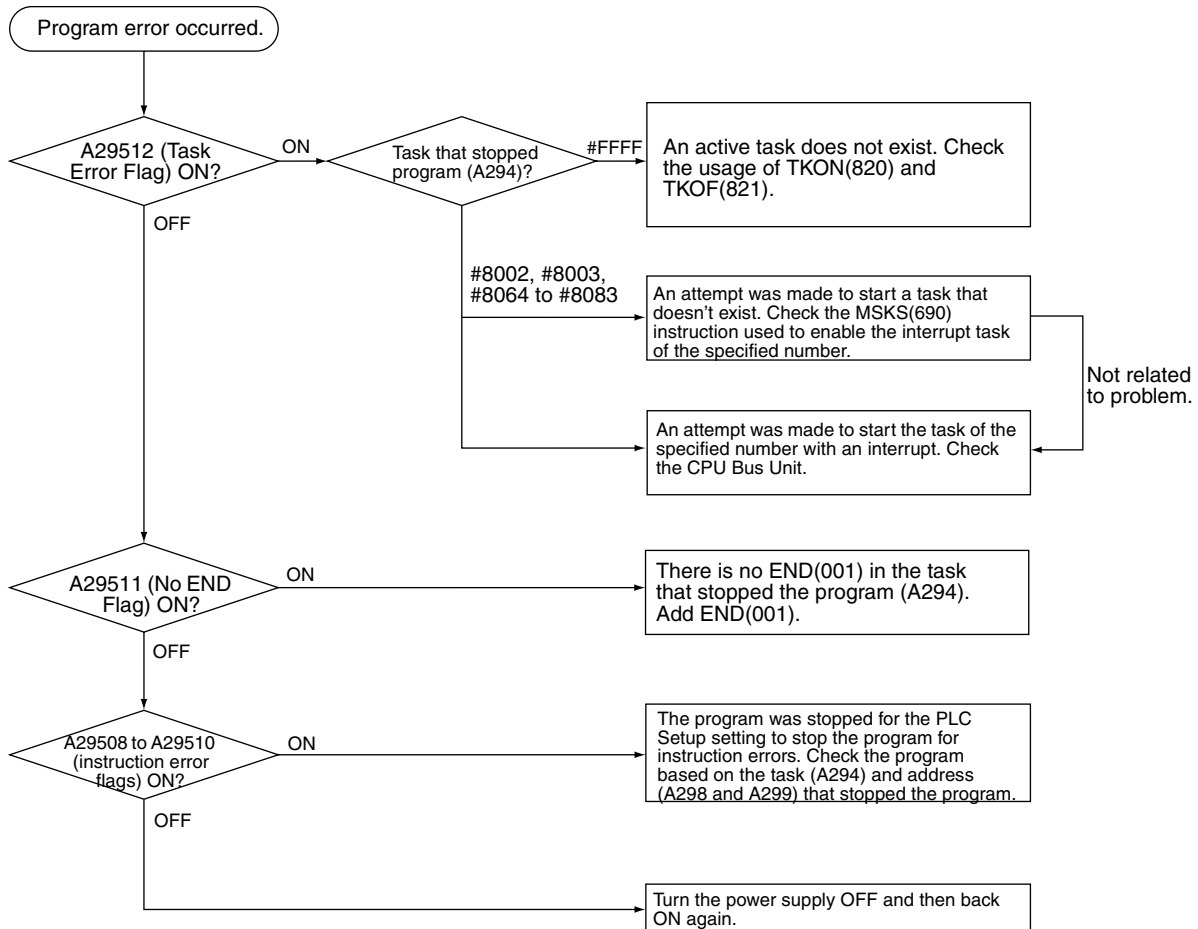 Program error occurred.
A29512 (Task
Error Flag) ON?
ON
Task that stopped
program (A294)?
#FFFF
An active task does not exist. Check
the usage of TKON(820) and
TKOF(821).
OFF
#8002, #8003,
#8064 to #8083
An attempt was made to start a task that
doesn't exist. Check the MSKS(690)
instruction used to enable the interrupt task
of the specified number.
Not related
to problem.
An attempt was made to start the task of the
specified number with an interrupt. Check
the CPU Bus Unit.
A29511 (No END
Flag) ON?
ON
There is no END(001) in the task
that stopped the program (A294).
Add END(001).
OFF
A29508 to A29510
(instruction error
flags) ON?
ON
The program was stopped for the PLC
Setup setting to stop the program for
instruction errors. Check the program
based on the task (A294) and address
(A298 and A299) that stopped the program.
OFF
Turn the power supply OFF and then back
ON again.